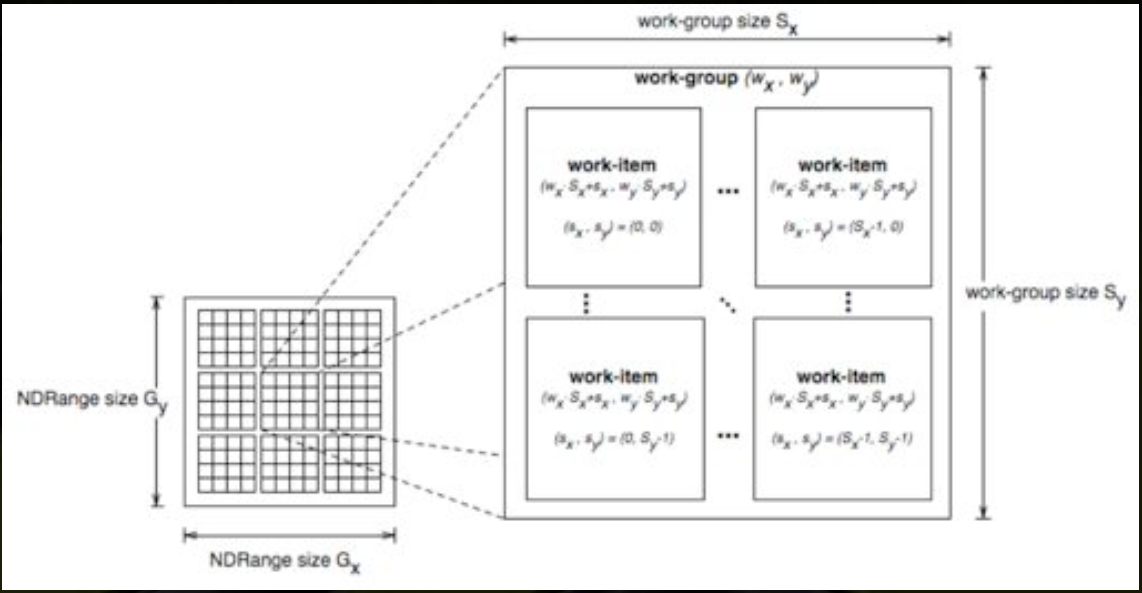 work-group size Sx
work-group (wx , wy)
work-item
(wx· Sx+sx , wy· Sy+sy)
(sx , sy) = (0, 0)
...
work-item
(wx· Sx+sx , wy· Sy+sy)
(sx , sy) = (Sx-1, 0)
work-group size Sy
work-item
(wx· Sx+sx , wy· Sy+sy)
(sx , sy) = (0, Sy-1)
...
work-item
(wx· Sx+sx , wy· Sy+sy)
(sx , sy) = (Sx-1, Sy-1)
NDRange size Gy
NDRange size Gx